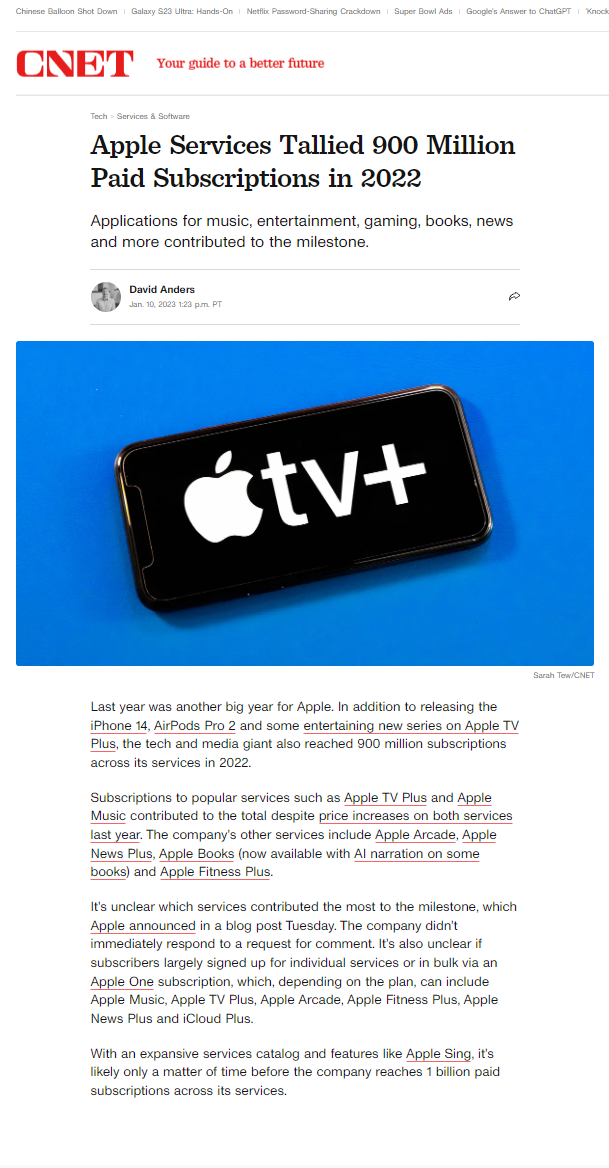 Chinese Balloon Shot Down | Galaxy S23 Ultra: Hands-On | Netflix Password-Sharing Crackdown | Super Bowl Ads | Google's Answer to ChatGPT | 'Knock
CNET Your guide to a better future
Tech > Services & Software
Apple Services Tallied 900 Million
Paid Subscriptions in 2022
Applications for music, entertainment, gaming, books, news
and more contributed to the milestone.
David Anders
Jan. 10, 2023 1:23 p.m. PT
tv+
Sarah Tew/CNET
Last year was another big year for Apple. In addition to releasing the
iPhone 14, AirPods Pro 2 and some entertaining new series on Apple TV
Plus, the tech and media giant also reached 900 million subscriptions
across its services in 2022.
Subscriptions to popular services such as Apple TV Plus and Apple
Music contributed to the total despite price increases on both services
last year. The company's other services include Apple Arcade, Apple
News Plus, Apple Books (now available with AI narration on some
books) and Apple Fitness Plus.
It's unclear which services contributed the most to the milestone, which
Apple announced in a blog post Tuesday. The company didn't
immediately respond to a request for comment. It's also unclear if
subscribers largely signed up for individual services or in bulk via an
Apple One subscription, which, depending on the plan, can include
Apple Music, Apple TV Plus, Apple Arcade, Apple Fitness Plus, Apple
News Plus and iCloud Plus.
With an expansive services catalog and features like Apple Sing, it's
likely only a matter of time before the company reaches 1 billion paid
subscriptions across its services.